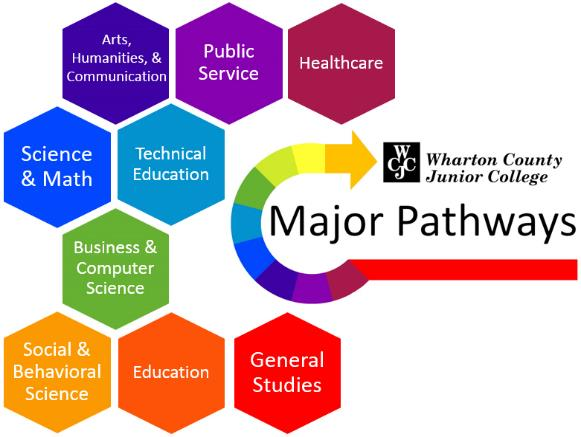 Arts,
Humanities, &
Communication
Public
Service
Healthcare
Science
& Math
Technical
Education
WCJC
Wharton County
Junior College
Major Pathways
Business &
Computer
Science
Social &
Behavioral
Science
Education
General
Studies